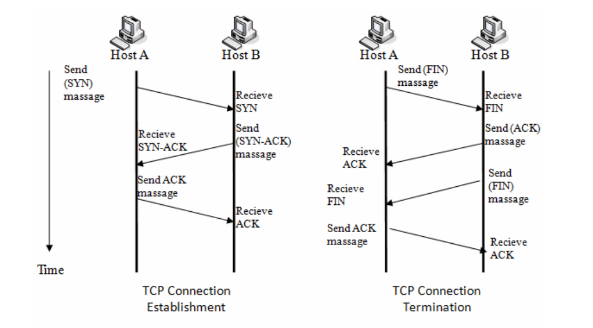 Host A
Host B
Send
(SYN)
massage
Recieve
SYN
Send
(SYN-ACK)
massage
Recieve
SYN-ACK
Send ACK
massage
Recieve
ACK
Time
TCP Connection
Establishment
Host A
Host B
Send (FIN)
massage
Recieve
FIN
Send (ACK)
massage
Recieve
ACK
Send
(FIN)
massage
Recieve
FIN
Send ACK
massage
Recieve
ACK
TCP Connection
Termination